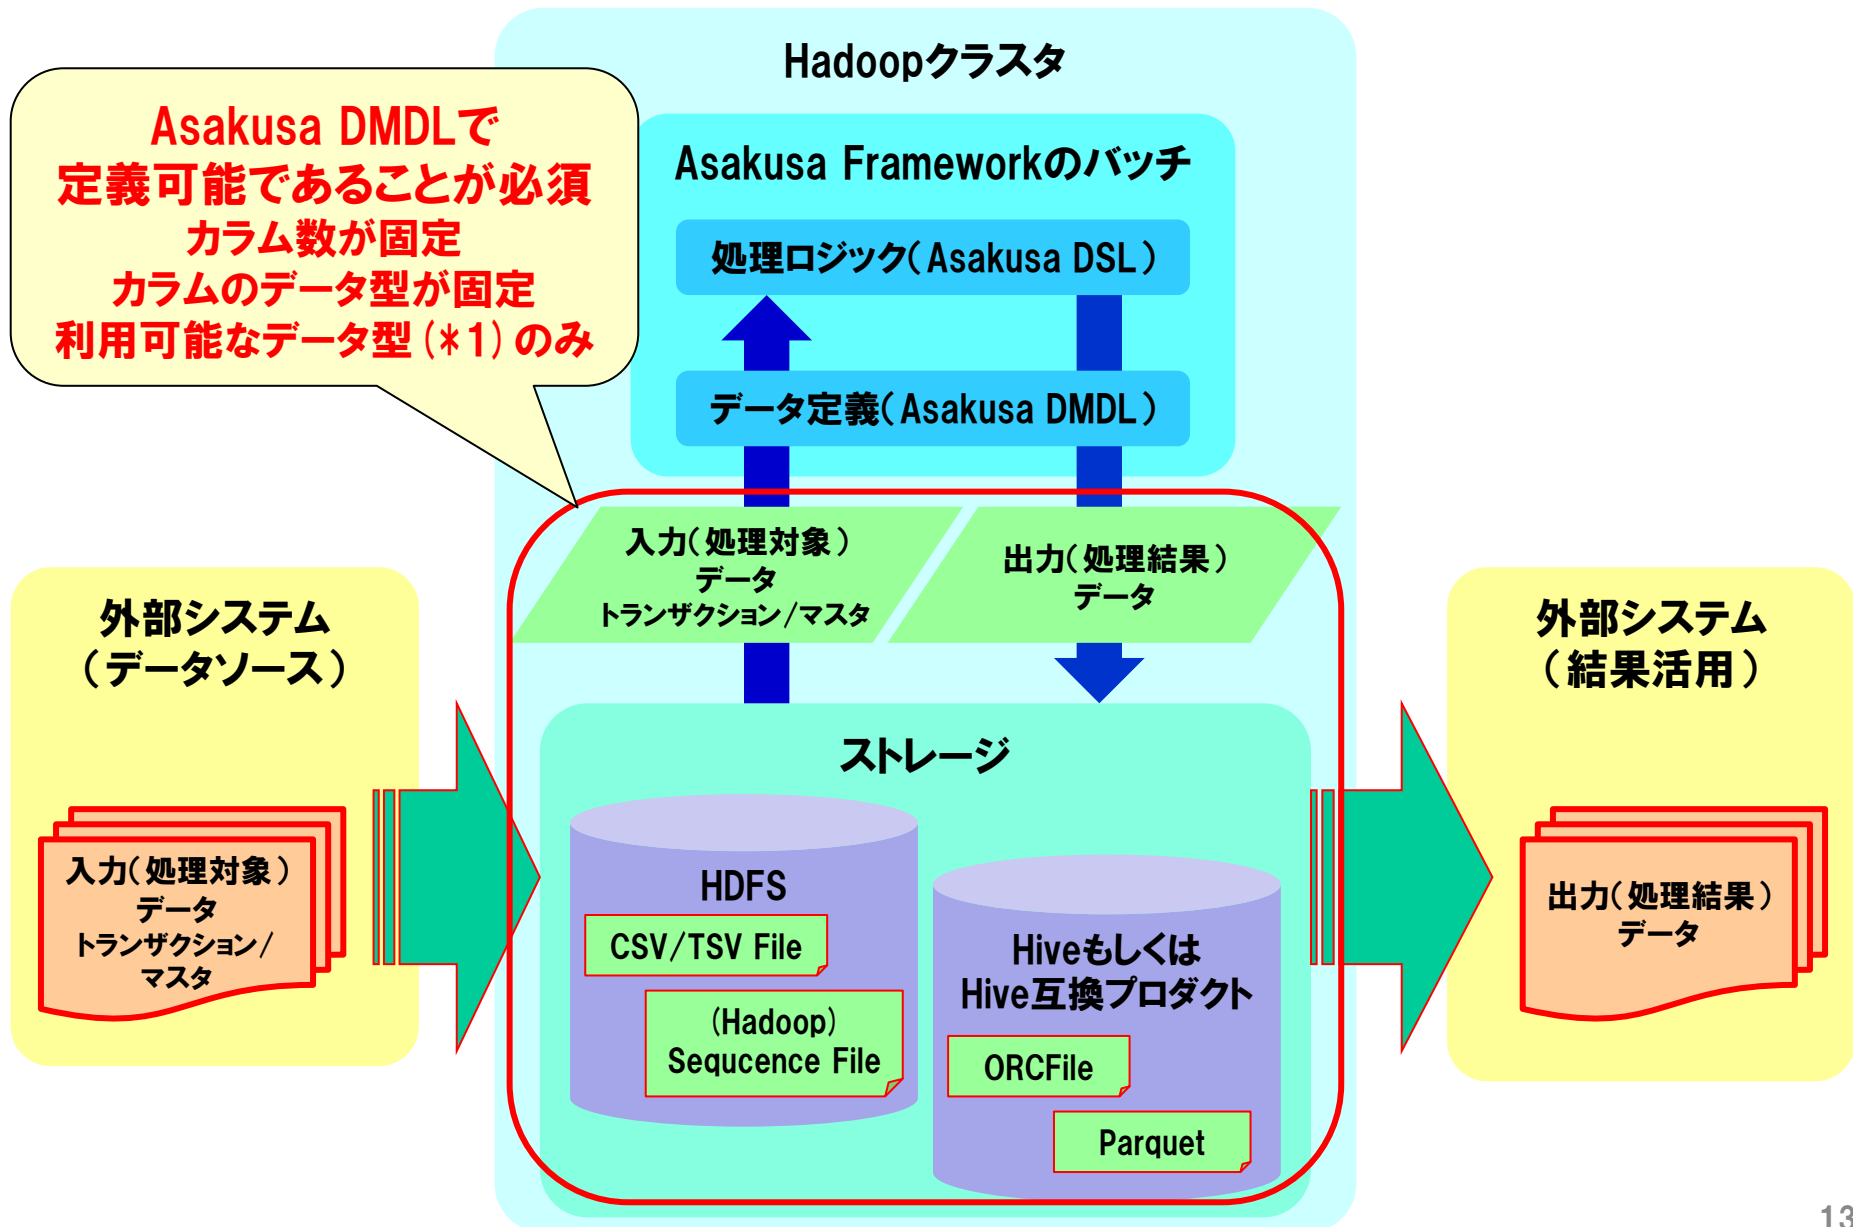 Hadoopクラスタ
Asakusa DMDLで
定義可能であることが必須
カラム数が固定
カラムのデータ型が固定
利用可能なデータ型(*1)のみ
Asakusa Frameworkのバッチ
処理ロジック(Asakusa DSL)
データ定義(Asakusa DMDL)
入力(処理対象)
データ
トランザクション/マスタ
出力(処理結果)
データ
外部システム
(データソース)
入力(処理対象)
データ
トランザクション/
マスタ
ストレージ
HDFS
CSV/TSV File
(Hadoop)
Sequcence File
Hiveもしくは
Hive互換プロダクト
ORCFile
Parquet
外部システム
(結果活用)
出力(処理結果)
データ
13